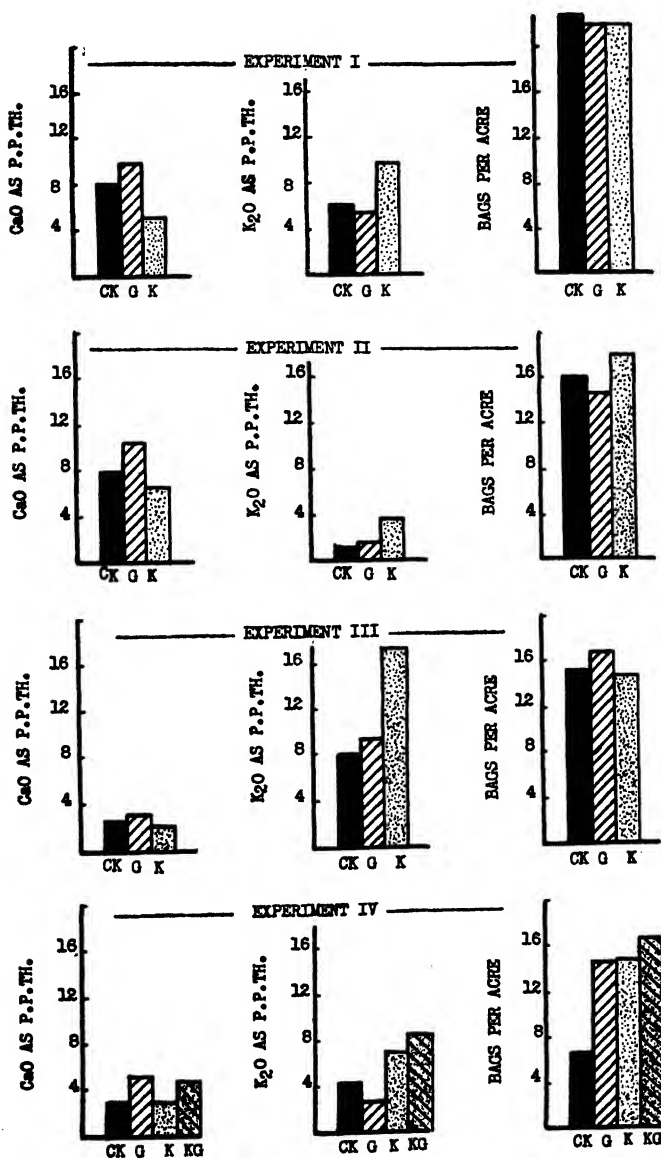 EXPERIMENT I
CaO AS P.P.TH.
16
12
8
4
CK G K
K2O AS P.P.TH.
16
12
8
4
CK G K
BAGS PER ACRE
16
12
8
4
CK G K
EXPERIMENT II
CaO AS P.P.TH.
16
12
8
4
CK G K
K2O AS P.P.TH.
16
12
8
4
CK G K
BAGS PER ACRE
16
12
8
4
CK G K
EXPERIMENT III
CaO AS P.P.TH.
16
12
8
4
CK G K
K2O AS P.P.TH.
16
12
8
4
CK G K
BAGS PER ACRE
16
12
8
4
CK G K
EXPERIMENT IV
CaO AS P.P.TH.
16
12
8
4
CK G K KG
K2O AS P.P.TH.
16
12
8
4
CK G K KG
BAGS PER ACRE
16
12
8
4
CK G K KG